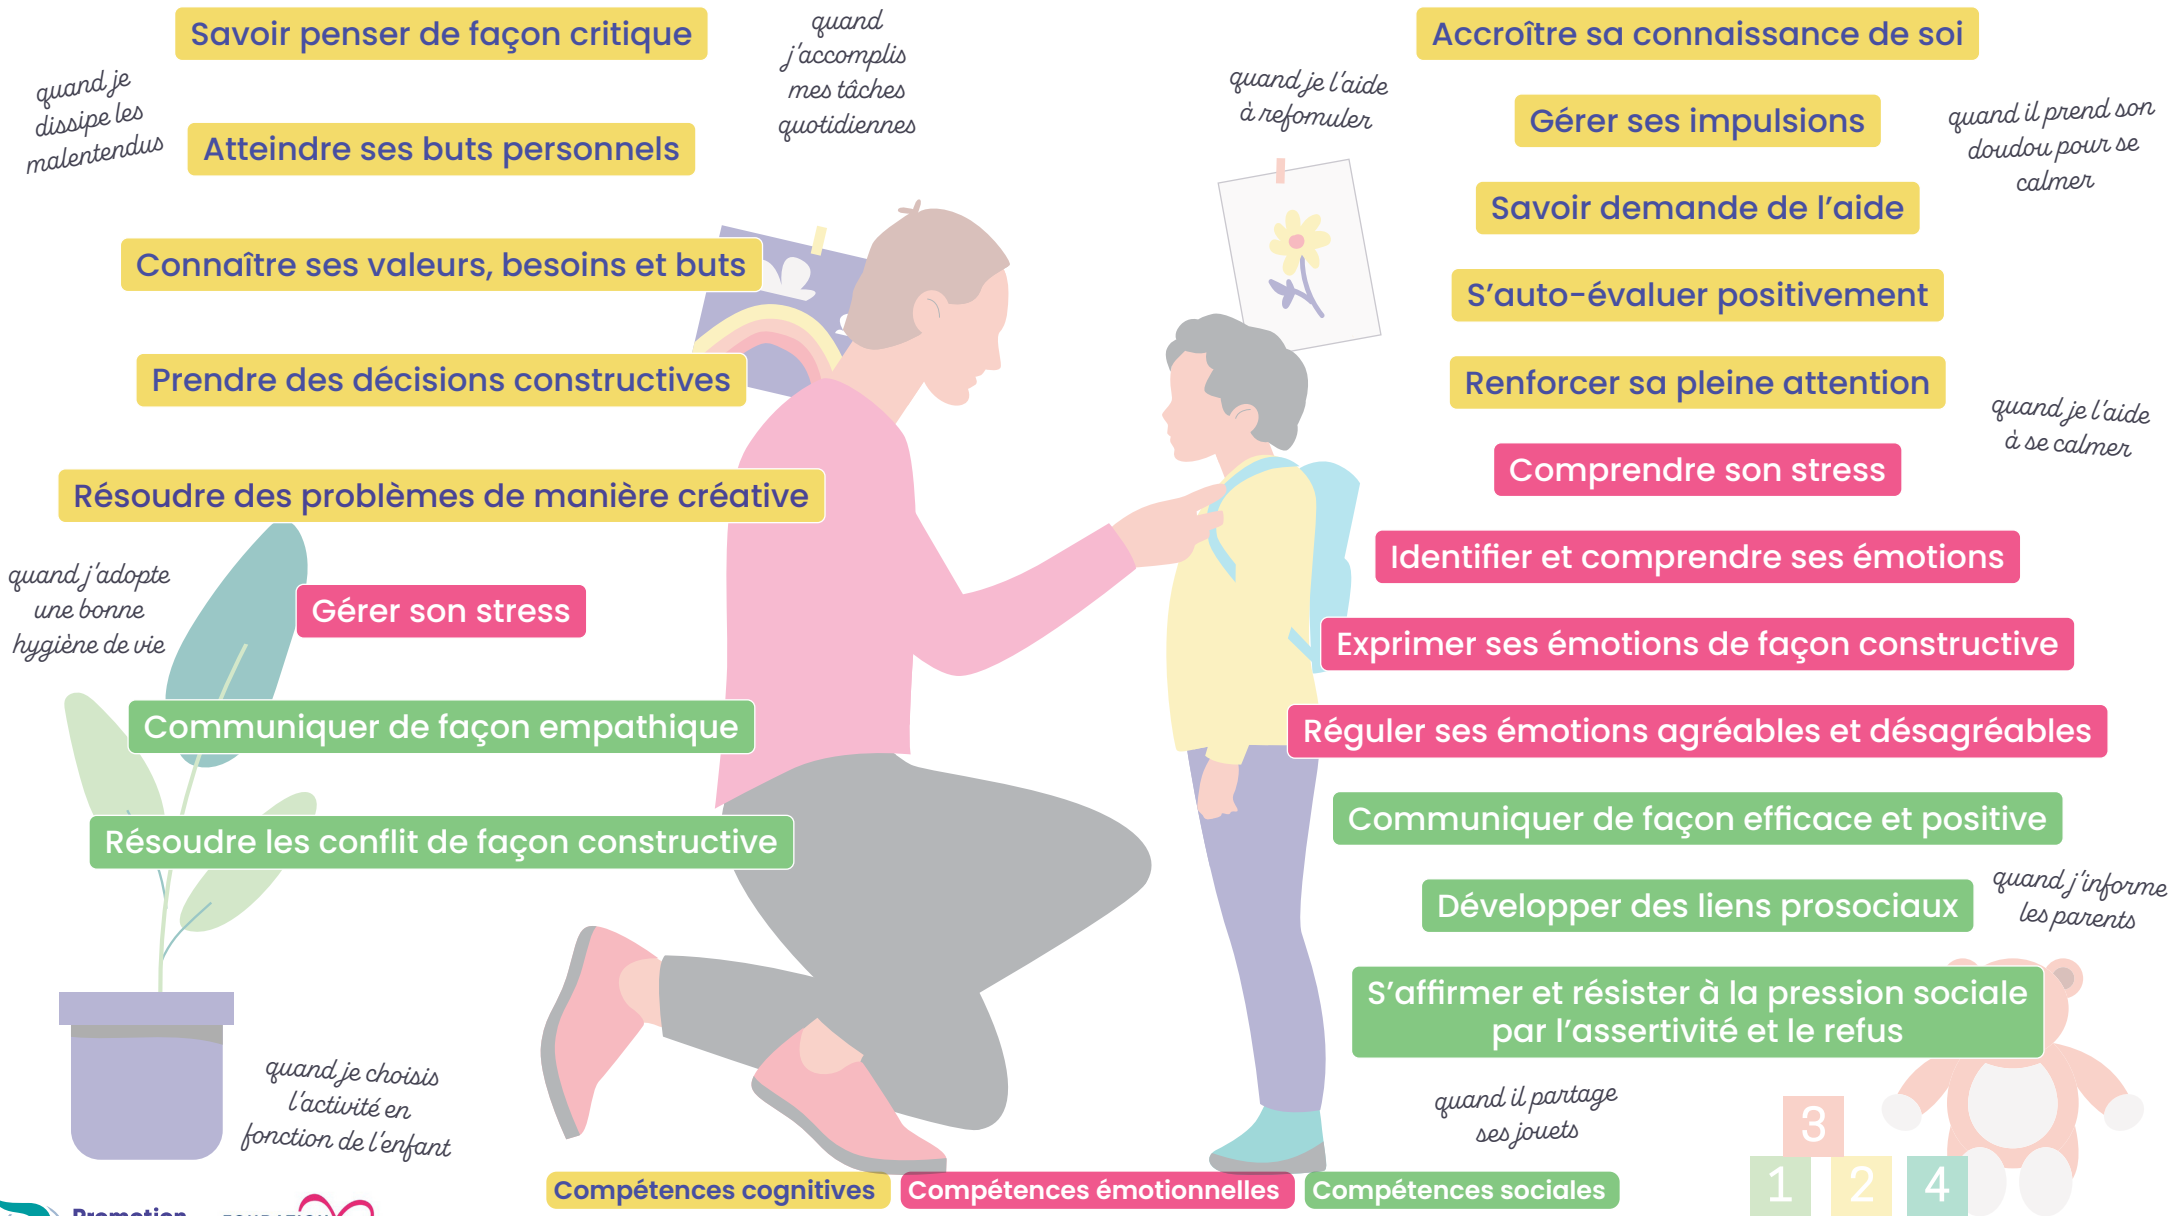 Savoir penser de façon critique
quand je
dissipe les
malentendus
quand
j'accomplis
mes tâches
quotidiennes
Atteindre ses buts personnels
Connaître ses valeurs, besoins et buts
Prendre des décisions constructives
Résoudre des problèmes de manière créative
quand j'adopte
une bonne
hygiène de vie
Gérer son stress
Communiquer de façon empathique
Résoudre les conflit de façon constructive
quand je choisis
l'activité en
fonction de l'enfant
Accroître sa connaissance de soi
quand je l'aide
à refomuler
Gérer ses impulsions
quand il prend son
doudou pour se
calmer
Savoir demande de l'aide
S'auto-évaluer positivement
Renforcer sa pleine attention
quand je l'aide
à se calmer
Comprendre son stress
Identifier et comprendre ses émotions
Exprimer ses émotions de façon constructive
Réguler ses émotions agréables et désagréables
Communiquer de façon efficace et positive
Développer des liens prosociaux
quand j'informe
les parents
S'affirmer et résister à la pression sociale
par l'assertivité et le refus
quand il partage
ses jouets
3
1 2 4
Compétences cognitives
Compétences émotionnelles
Compétences sociales
Promotion
FONDATION